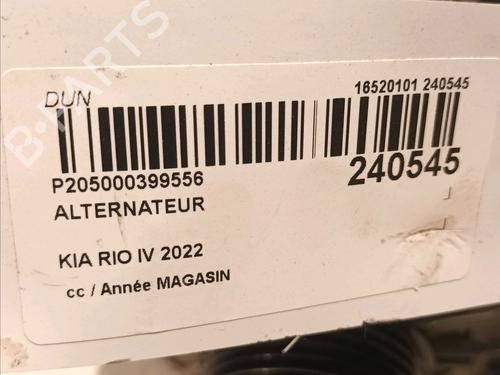 DUN
16520101 240545
P205000399556
240545
ALTERNATEUR
KIA RIO IV 2022
cc / Année MAGASIN
B-PARTS